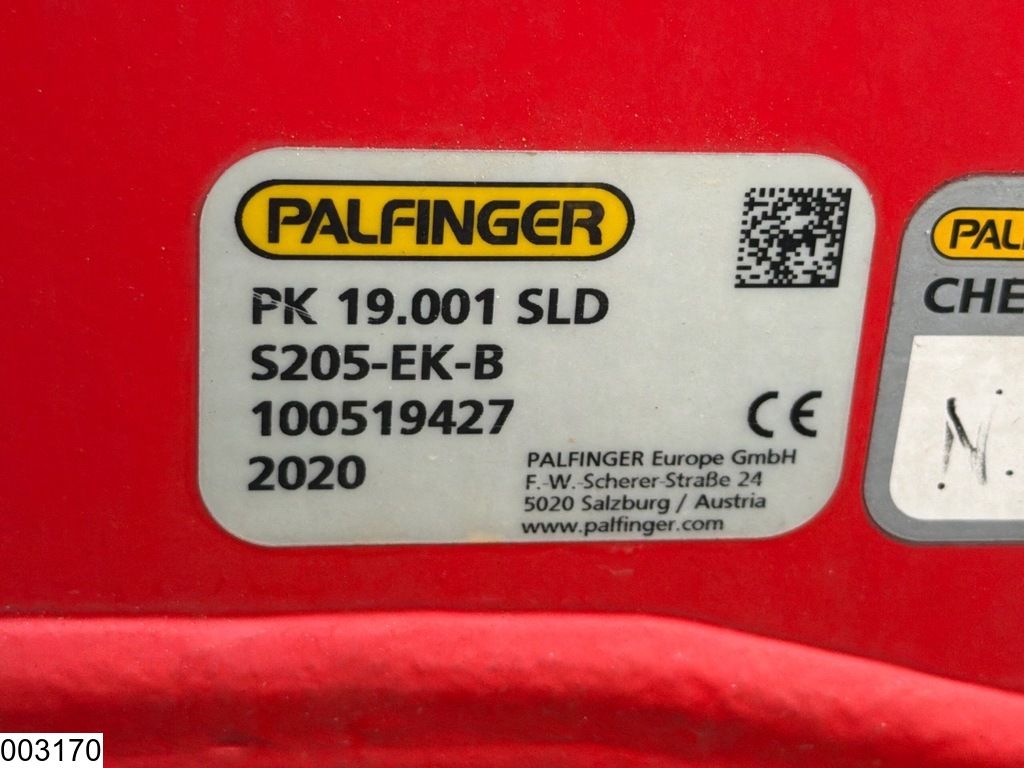 PALFINGER
PK 19.001 SLD
S205-EK-B
100519427
2020
CE
PALFINGER Europe GmbH
F.-W.-Scherer-Straße 24
5020 Salzburg / Austria
www.palfinger.com
PAL
CHE
N.
003170